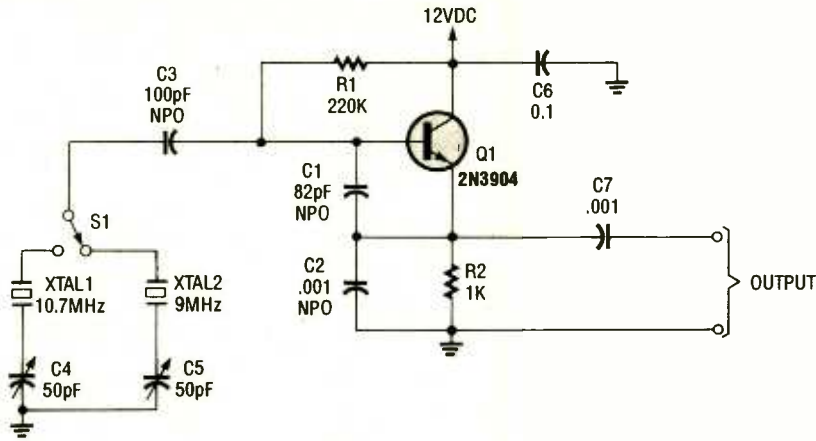 12VDC
C3
100pF
NPO
R1
220K
C6
0.1
Q1
2N3904
C1
82pF
NPO
C7
.001
S1
C2
.001
NPO
R2
1K
OUTPUT
XTAL1
10.7MHz
XTAL2
9MHz
C4
50pF
C5
50pF